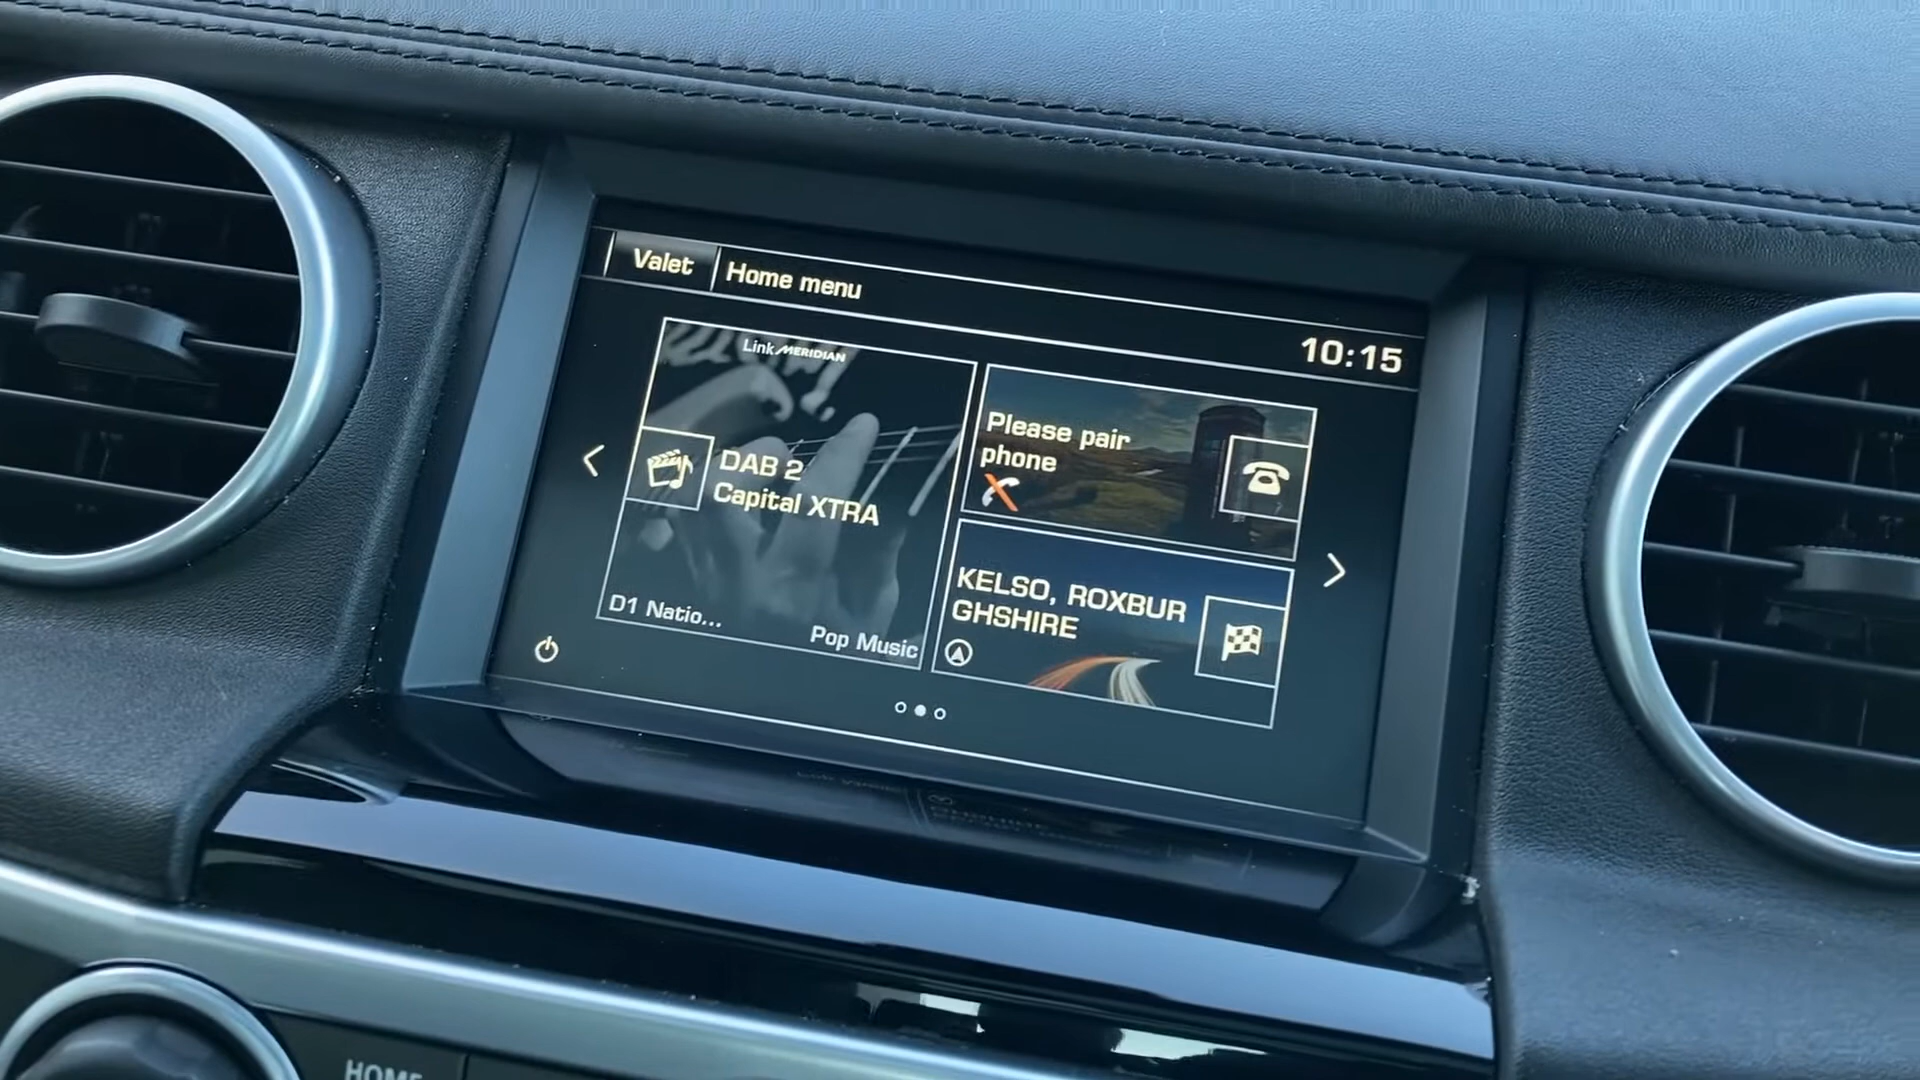 Valet
Home menu
10:15
Link MERIDIAN
DAB 2
Capital XTRA
D1 Natio...
Pop Music
Please pair
phone
KELSO, ROXBUR
GHSHIRE
HOME